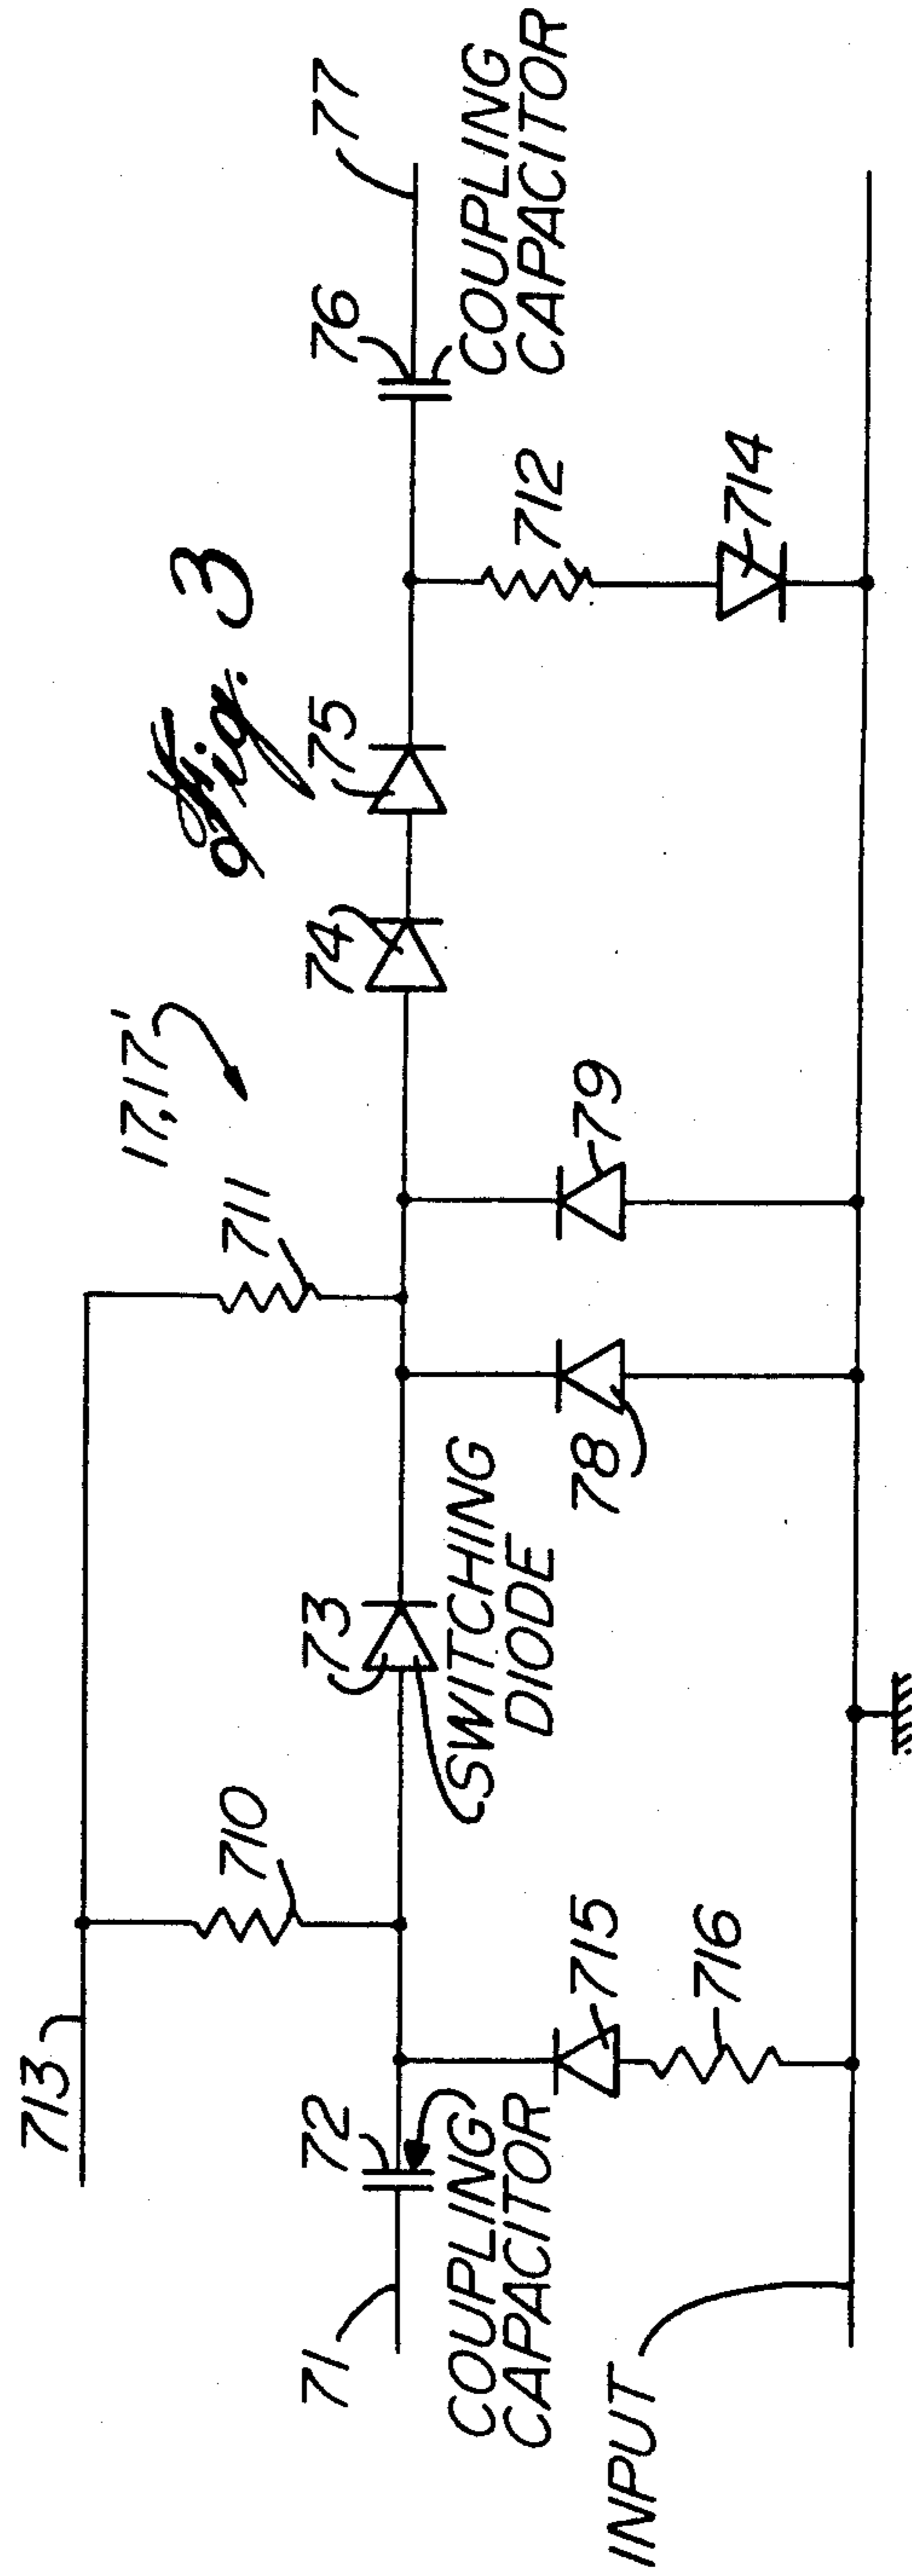 Fig. 3
713
710
711
17,17'
71
72
COUPLING
CAPACITOR
73
SWITCHING
DIODE
74
75
76
77
COUPLING
CAPACITOR
715
716
78
79
712
714
INPUT